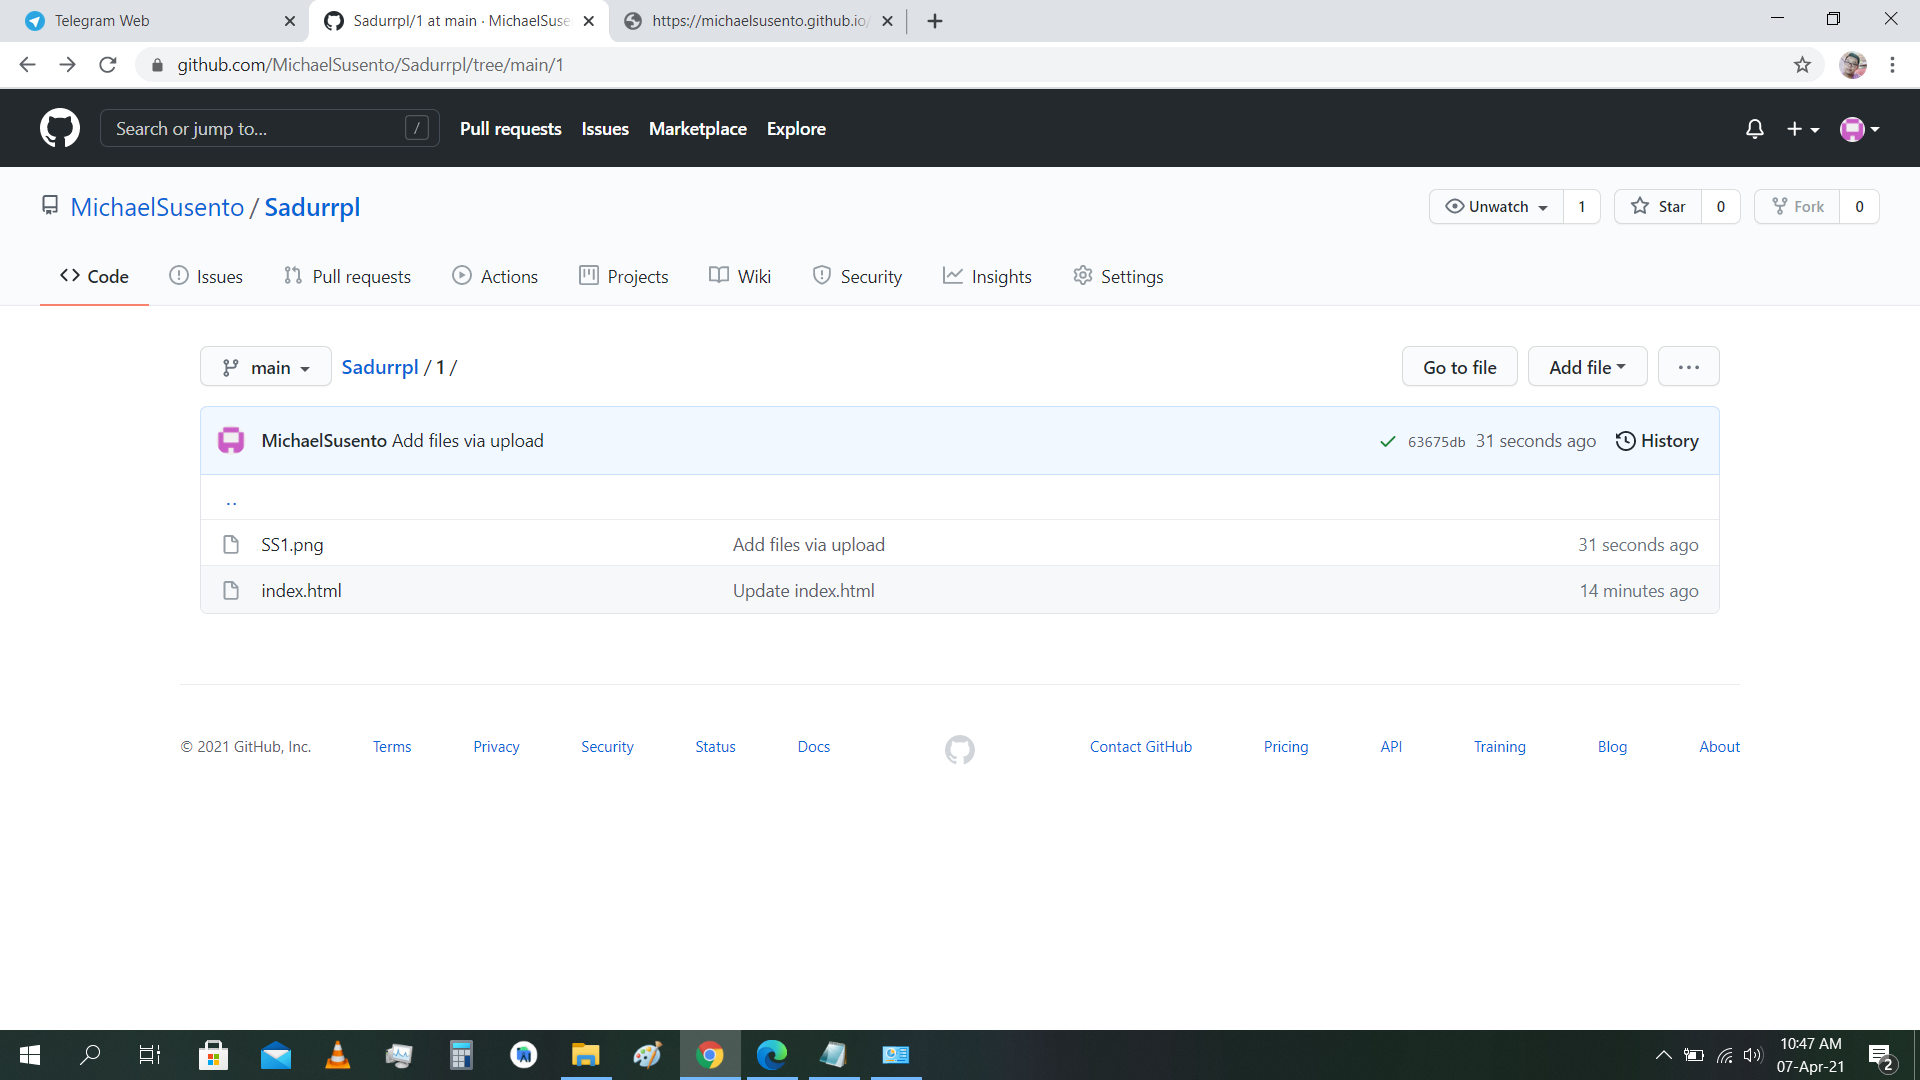 Telegram Web
Sadurrpl/1 at main · MichaelSuse
https://michaelsusento.github.io/
github.com/MichaelSusento/Sadurrpl/tree/main/1
Search or jump to...
/
Pull requests
Issues
Marketplace
Explore
MichaelSusento / Sadurrpl
Unwatch 1
Star 0
Fork 0
Code
Issues
Pull requests
Actions
Projects
Wiki
Security
Insights
Settings
main
Sadurrpl / 1 /
Go to file
Add file
...
MichaelSusento Add files via upload
63675db 31 seconds ago
History
..
SS1.png Add files via upload 31 seconds ago
index.html Update index.html 14 minutes ago
© 2021 GitHub, Inc.
Terms
Privacy
Security
Status
Docs
Contact GitHub
Pricing
API
Training
Blog
About
10:47 AM
07-Apr-21
2